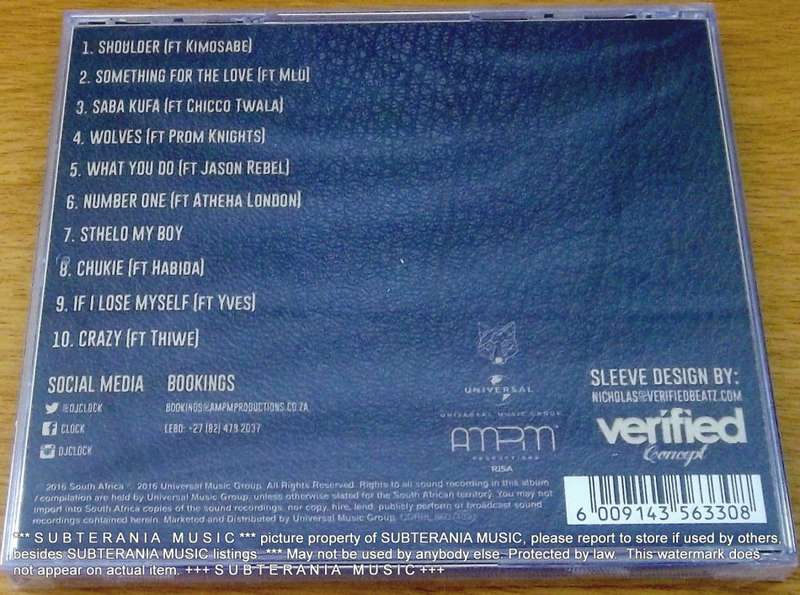 1. SHOULDER (FT KIMOSABE)
2. SOMETHING FOR THE LOVE (FT MLU)
3. SABA KUFA (FT CHICCO TWALA)
4. WOLVES (FT PROM KNIGHTS)
5. WHAT YOU DO (FT JASON REBEL)
6. NUMBER ONE (FT ATHEHA LONDON)
7. STHELO MY BOY
8. CHUKIE (FT HABIDA)
9. IF I LOSE MYSELF (FT YVES)
10. CRAZY (FT THIWE)
SOCIAL MEDIA
@DJCLOCK
CLOCK
DJCLOCK
BOOKINGS
BOOKINGS@AMPMPRODUCTIONS.CO.ZA
LEBO: +27 (82) 473 2037
UNIVERSAL
UNIVERSAL MUSIC GROUP
AMPM
PRODUCTIONS
RISA
SLEEVE DESIGN BY:
NICHOLAS@VERIFIEDBEATZ.COM
verified
Concept
2016 South Africa 2016 Universal Music Group. All Rights Reserved. Rights to all sound recording in this album
/ compilation are held by Universal Music Group, unless otherwise stated for the South African territory. You may not
import into South Africa copies of the sound recordings, nor copy, hire, lend, publicly perform or broadcast sound
recordings contained herein. Marketed and Distributed by Universal Music Group.
6 009143 563308
*** S U B T E R A N I A M U S I C *** picture property of SUBTERANIA MUSIC, please report to store if used by others,
besides SUBTERANIA MUSIC listings. *** May not be used by anybody else. Protected by law. This watermark does
not appear on actual item. +++ S U B T E R A N I A M U S I C +++